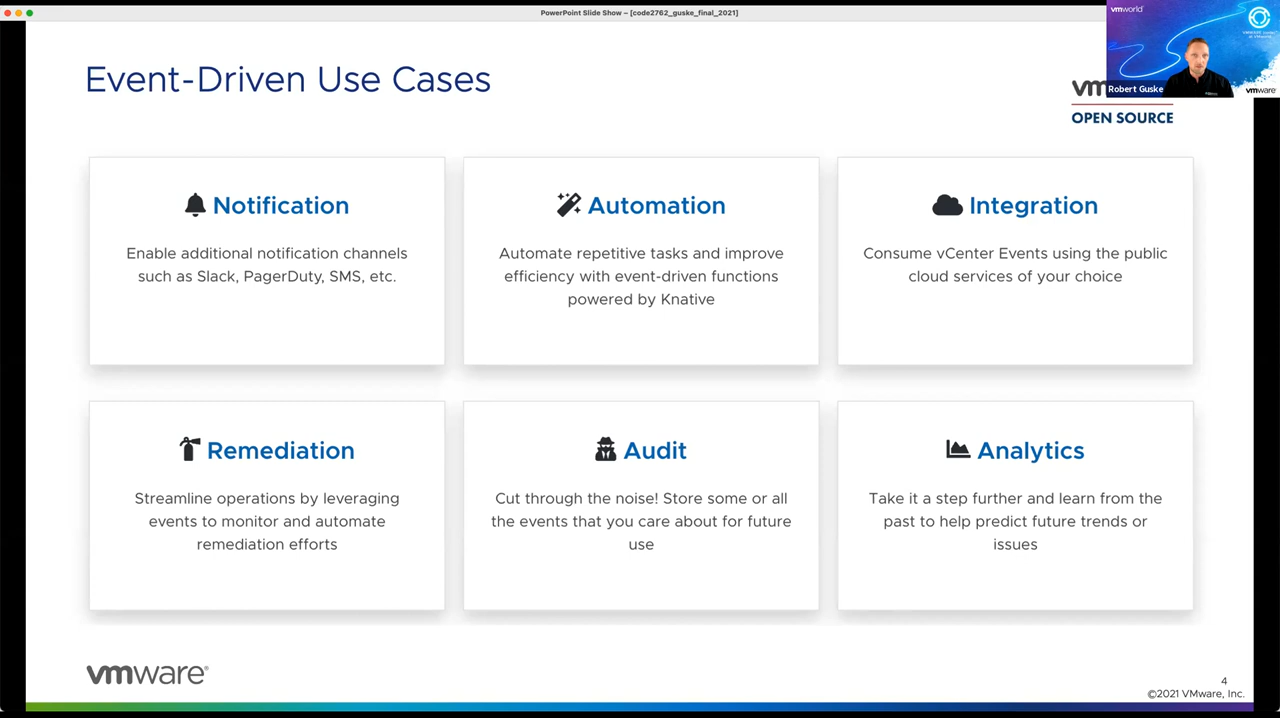 PowerPoint Slide Show – [code2762_guske_final_2021]
vmworld
Robert Guske
vmware
Event-Driven Use Cases
vm
OPEN SOURCE
Notification
Enable additional notification channels
such as Slack, PagerDuty, SMS, etc.
Automation
Automate repetitive tasks and improve
efficiency with event-driven functions
powered by Knative
Integration
Consume vCenter Events using the public
cloud services of your choice
Remediation
Streamline operations by leveraging
events to monitor and automate
remediation efforts
Audit
Cut through the noise! Store some or all
the events that you care about for future
use
Analytics
Take it a step further and learn from the
past to help predict future trends or
issues
vmware®
4
©2021 VMware, Inc.